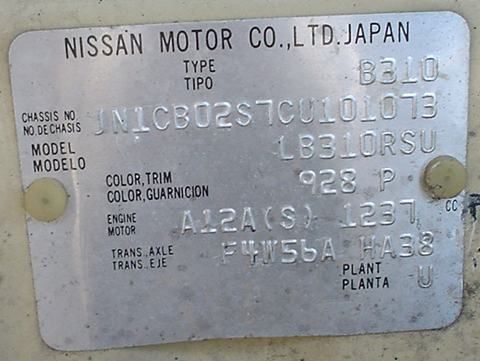 NISSAN MOTOR CO.,LTD.JAPAN
TYPE B310
TIPO
CHASSIS NO JN1CB02S7CU101073
NO DE CHASIS
MODEL LB310RSU
MODELO
COLOR,TRIM 928 P
COLOR,GUARNICION
ENGINE A12A(S) 1237 CC
MOTOR
TRANS.,AXLE F4W56A HA38
TRANS.,EJE
PLANT U
PLANTA